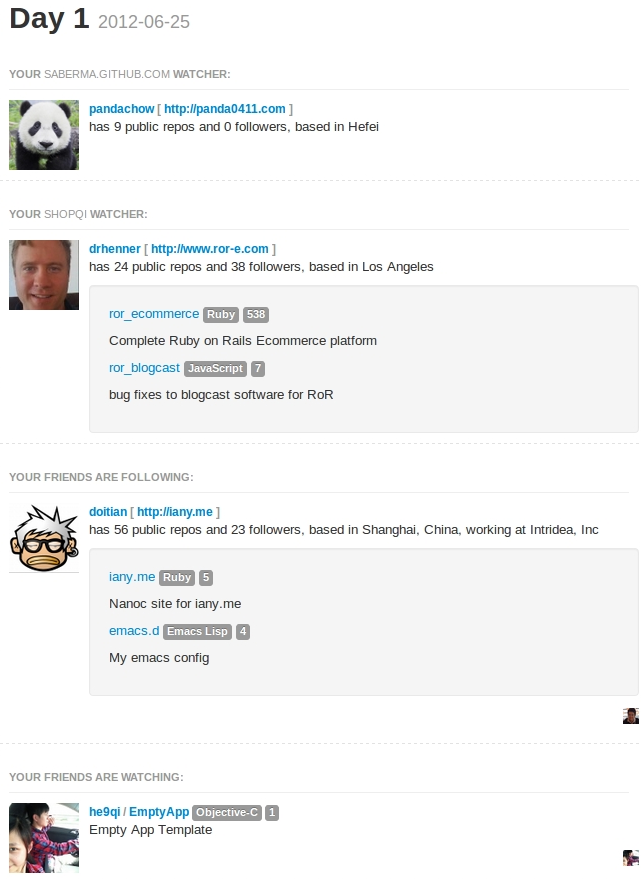 Day 1 2012-06-25
YOUR SABERMA.GITHUB.COM WATCHER:
pandachow [ http://panda0411.com ]
has 9 public repos and 0 followers, based in Hefei
YOUR SHOPQI WATCHER:
drhenner [ http://www.ror-e.com ]
has 24 public repos and 38 followers, based in Los Angeles
ror_ecommerce Ruby 538
Complete Ruby on Rails Ecommerce platform
ror_blogcast JavaScript 7
bug fixes to blogcast software for RoR
YOUR FRIENDS ARE FOLLOWING:
doitian [ http://iany.me ]
has 56 public repos and 23 followers, based in Shanghai, China, working at Intridea, Inc
iany.me Ruby 5
Nanoc site for iany.me
emacs.d Emacs Lisp 4
My emacs config
YOUR FRIENDS ARE WATCHING:
he9qi / EmptyApp Objective-C 1
Empty App Template